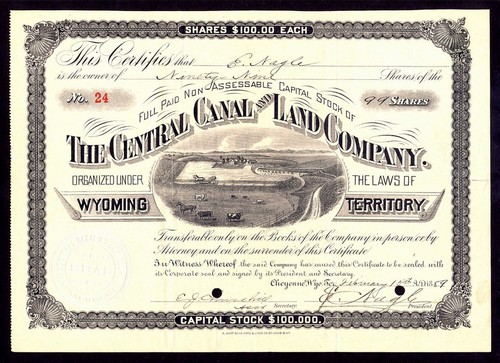 SHARES $100.00 EACH
This Certifies that E. Nagle
is the owner of Ninety Nine Shares of the
No. 24
99 SHARES
FULL PAID NON ASSESSABLE CAPITAL STOCK OF
THE CENTRAL CANAL AND LAND COMPANY.
ORGANIZED UNDER THE LAWS OF
WYOMING TERRITORY.
Transferable only on the Books of the Company in person or by
Attorney and on the surrender of this Certificate.
In Witness Whereof the said Company has caused this Certificate to be sealed with
its Corporate seal and signed by its President and Secretary.
Cheyenne, Wyo. Ter. February A.D. 1889
E. Nagle
Secretary. President.
CAPITAL STOCK $100.000.